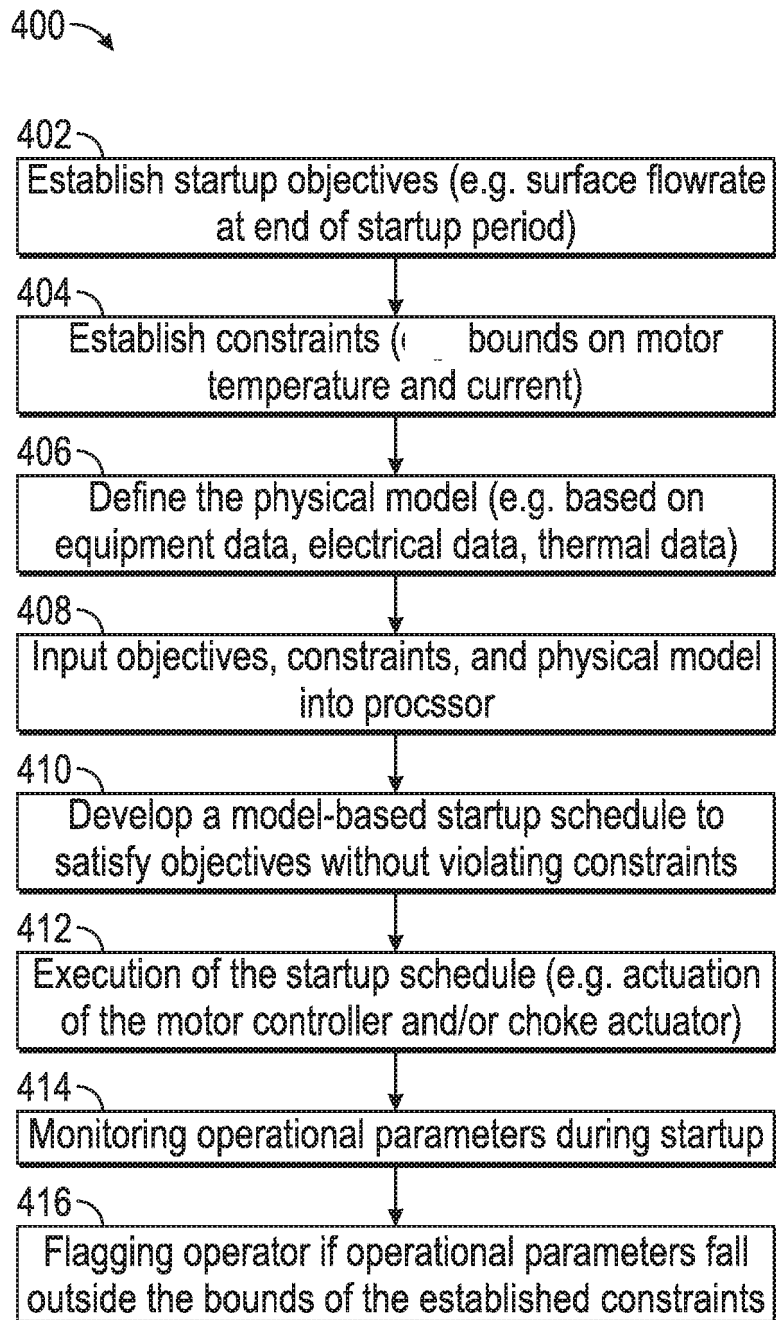 400
402
Establish startup objectives (e.g. surface flowrate
at end of startup period)
404
Establish constraints ( bounds on motor
temperature and current)
406
Define the physical model (e.g. based on
equipment data, electrical data, thermal data)
408
Input objectives, constraints, and physical model
into procssor
410
Develop a model-based startup schedule to
satisfy objectives without violating constraints
412
Execution of the startup schedule (e.g. actuation
of the motor controller and/or choke actuator)
414
Monitoring operational parameters during startup
416
Flagging operator if operational parameters fall
outside the bounds of the established constraints